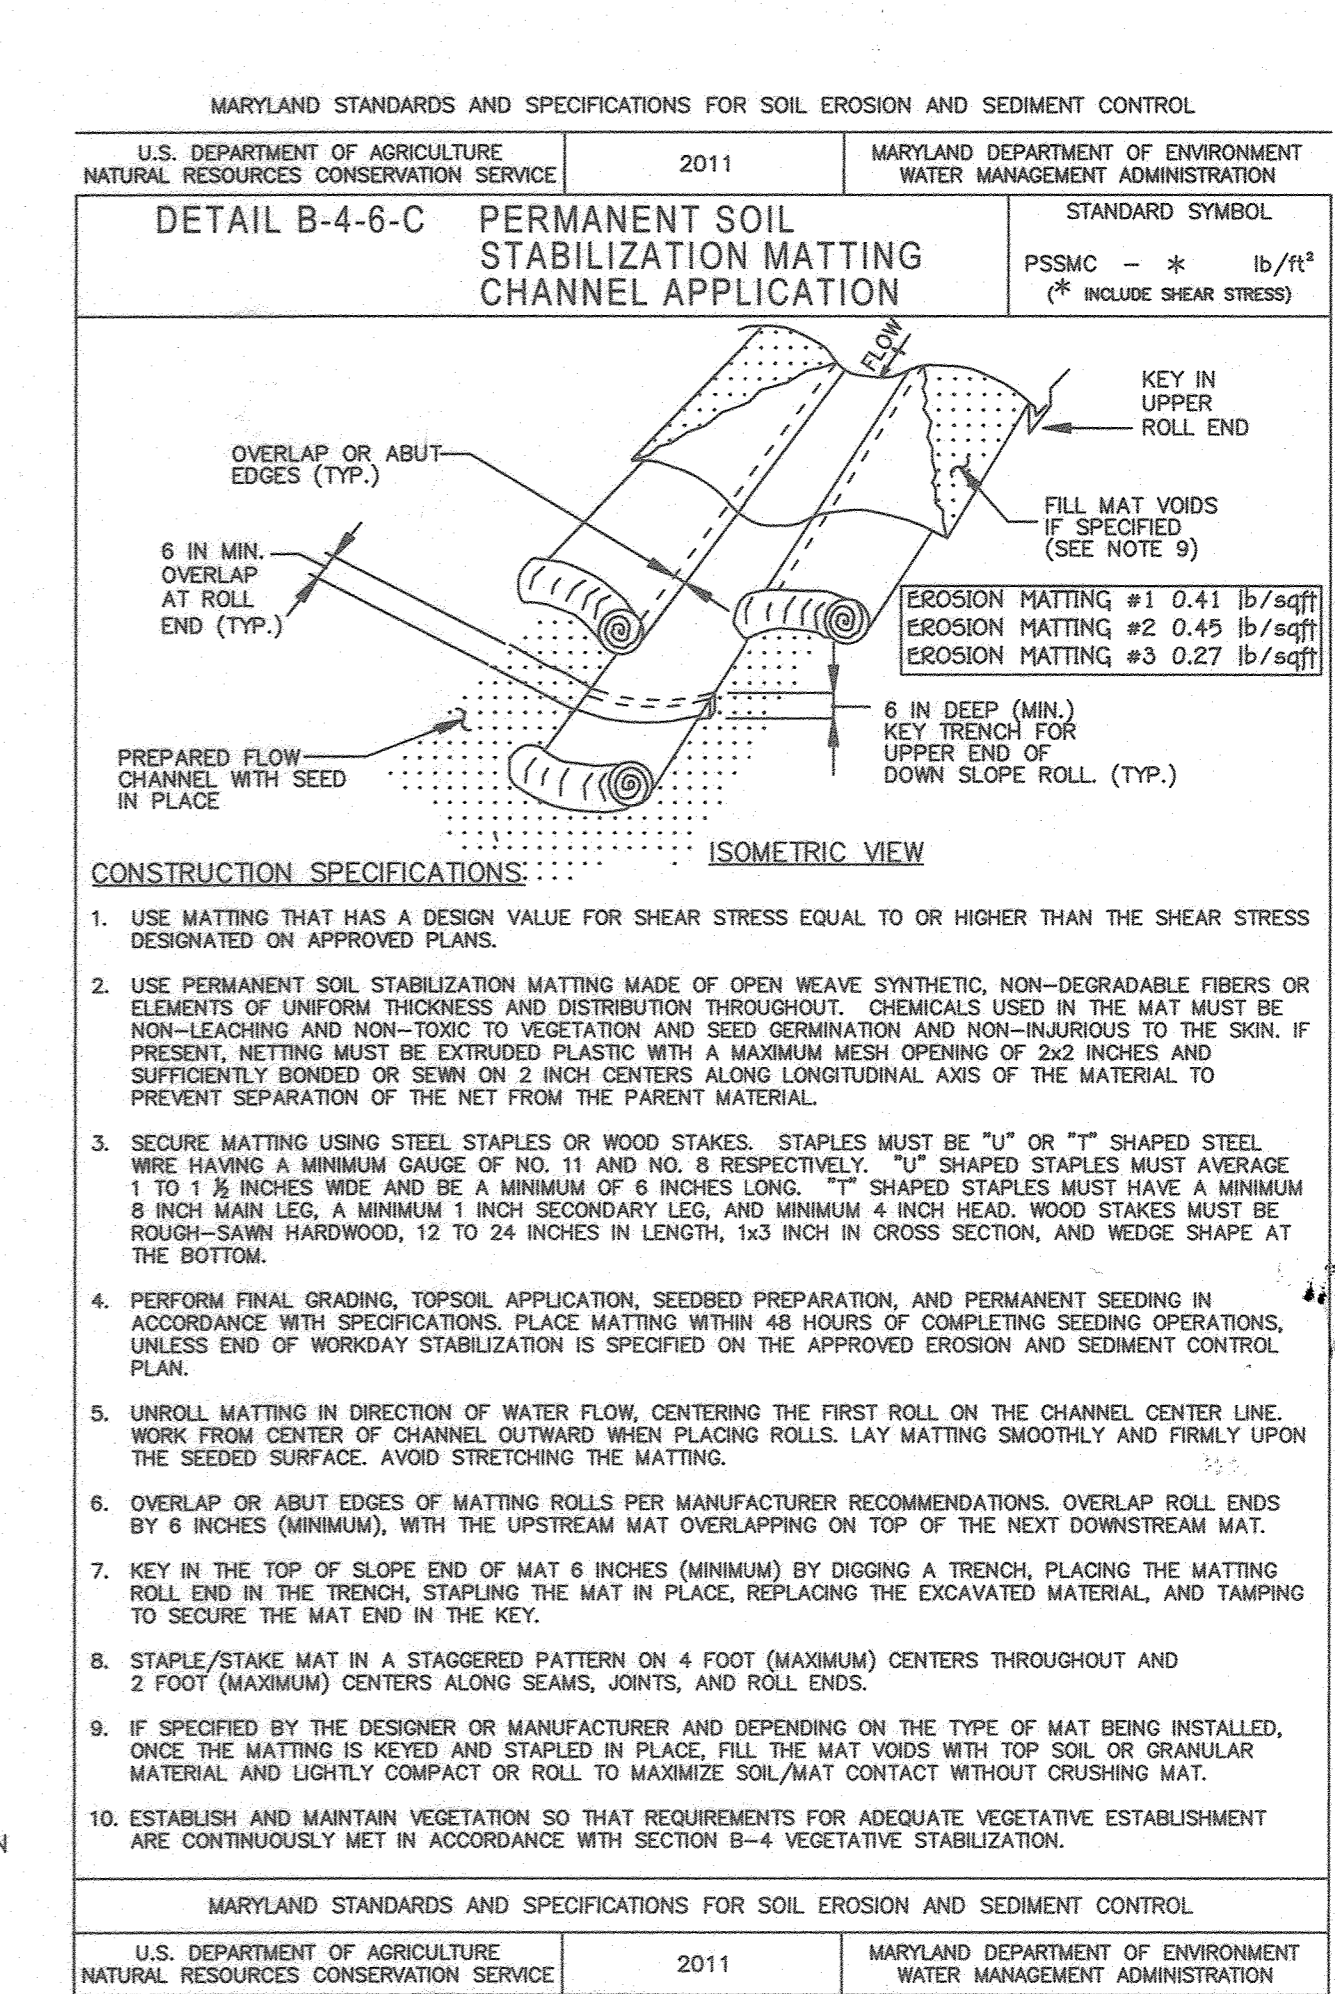 MARYLAND STANDARDS AND SPECIFICATIONS FOR SOIL EROSION AND SEDIMENT CONTROL
U.S. DEPARTMENT OF AGRICULTURE
NATURAL RESOURCES CONSERVATION SERVICE
2011
MARYLAND DEPARTMENT OF ENVIRONMENT
WATER MANAGEMENT ADMINISTRATION
DETAIL B-4-6-C PERMANENT SOIL
STABILIZATION MATTING
CHANNEL APPLICATION
STANDARD SYMBOL
PSSMC – * lb/ft²
(* INCLUDE SHEAR STRESS)
FLOW
KEY IN
UPPER
ROLL END
OVERLAP OR ABUT
EDGES (TYP.)
FILL MAT VOIDS
IF SPECIFIED
(SEE NOTE 9)
6 IN MIN.
OVERLAP
AT ROLL
END (TYP.)
EROSION MATTING #1 0.41 lb/sqft
EROSION MATTING #2 0.45 lb/sqft
EROSION MATTING #3 0.27 lb/sqft
6 IN DEEP (MIN.)
KEY TRENCH FOR
UPPER END OF
DOWN SLOPE ROLL. (TYP.)
PREPARED FLOW
CHANNEL WITH SEED
IN PLACE
ISOMETRIC VIEW
CONSTRUCTION SPECIFICATIONS:
1. USE MATTING THAT HAS A DESIGN VALUE FOR SHEAR STRESS EQUAL TO OR HIGHER THAN THE SHEAR STRESS
DESIGNATED ON APPROVED PLANS.
2. USE PERMANENT SOIL STABILIZATION MATTING MADE OF OPEN WEAVE SYNTHETIC, NON-DEGRADABLE FIBERS OR
ELEMENTS OF UNIFORM THICKNESS AND DISTRIBUTION THROUGHOUT. CHEMICALS USED IN THE MAT MUST BE
NON-LEACHING AND NON-TOXIC TO VEGETATION AND SEED GERMINATION AND NON-INJURIOUS TO THE SKIN. IF
PRESENT, NETTING MUST BE EXTRUDED PLASTIC WITH A MAXIMUM MESH OPENING OF 2x2 INCHES AND
SUFFICIENTLY BONDED OR SEWN ON 2 INCH CENTERS ALONG LONGITUDINAL AXIS OF THE MATERIAL TO
PREVENT SEPARATION OF THE NET FROM THE PARENT MATERIAL.
3. SECURE MATTING USING STEEL STAPLES OR WOOD STAKES. STAPLES MUST BE "U" OR "T" SHAPED STEEL
WIRE HAVING A MINIMUM GAUGE OF NO. 11 AND NO. 8 RESPECTIVELY. "U" SHAPED STAPLES MUST AVERAGE
1 TO 1 ½ INCHES WIDE AND BE A MINIMUM OF 6 INCHES LONG. "T" SHAPED STAPLES MUST HAVE A MINIMUM
8 INCH MAIN LEG, A MINIMUM 1 INCH SECONDARY LEG, AND MINIMUM 4 INCH HEAD. WOOD STAKES MUST BE
ROUGH-SAWN HARDWOOD, 12 TO 24 INCHES IN LENGTH, 1x3 INCH IN CROSS SECTION, AND WEDGE SHAPE AT
THE BOTTOM.
4. PERFORM FINAL GRADING, TOPSOIL APPLICATION, SEEDBED PREPARATION, AND PERMANENT SEEDING IN
ACCORDANCE WITH SPECIFICATIONS. PLACE MATTING WITHIN 48 HOURS OF COMPLETING SEEDING OPERATIONS,
UNLESS END OF WORKDAY STABILIZATION IS SPECIFIED ON THE APPROVED EROSION AND SEDIMENT CONTROL
PLAN.
5. UNROLL MATTING IN DIRECTION OF WATER FLOW, CENTERING THE FIRST ROLL ON THE CHANNEL CENTER LINE.
WORK FROM CENTER OF CHANNEL OUTWARD WHEN PLACING ROLLS. LAY MATTING SMOOTHLY AND FIRMLY UPON
THE SEEDED SURFACE. AVOID STRETCHING THE MATTING.
6. OVERLAP OR ABUT EDGES OF MATTING ROLLS PER MANUFACTURER RECOMMENDATIONS. OVERLAP ROLL ENDS
BY 6 INCHES (MINIMUM), WITH THE UPSTREAM MAT OVERLAPPING ON TOP OF THE NEXT DOWNSTREAM MAT.
7. KEY IN THE TOP OF SLOPE END OF MAT 6 INCHES (MINIMUM) BY DIGGING A TRENCH, PLACING THE MATTING
ROLL END IN THE TRENCH, STAPLING THE MAT IN PLACE, REPLACING THE EXCAVATED MATERIAL, AND TAMPING
TO SECURE THE MAT END IN THE KEY.
8. STAPLE/STAKE MAT IN A STAGGERED PATTERN ON 4 FOOT (MAXIMUM) CENTERS THROUGHOUT AND
2 FOOT (MAXIMUM) CENTERS ALONG SEAMS, JOINTS, AND ROLL ENDS.
9. IF SPECIFIED BY THE DESIGNER OR MANUFACTURER AND DEPENDING ON THE TYPE OF MAT BEING INSTALLED,
ONCE THE MATTING IS KEYED AND STAPLED IN PLACE, FILL THE MAT VOIDS WITH TOP SOIL OR GRANULAR
MATERIAL AND LIGHTLY COMPACT OR ROLL TO MAXIMIZE SOIL/MAT CONTACT WITHOUT CRUSHING MAT.
10. ESTABLISH AND MAINTAIN VEGETATION SO THAT REQUIREMENTS FOR ADEQUATE VEGETATIVE ESTABLISHMENT
ARE CONTINUOUSLY MET IN ACCORDANCE WITH SECTION B-4 VEGETATIVE STABILIZATION.
N
MARYLAND STANDARDS AND SPECIFICATIONS FOR SOIL EROSION AND SEDIMENT CONTROL
U.S. DEPARTMENT OF AGRICULTURE
NATURAL RESOURCES CONSERVATION SERVICE
2011
MARYLAND DEPARTMENT OF ENVIRONMENT
WATER MANAGEMENT ADMINISTRATION